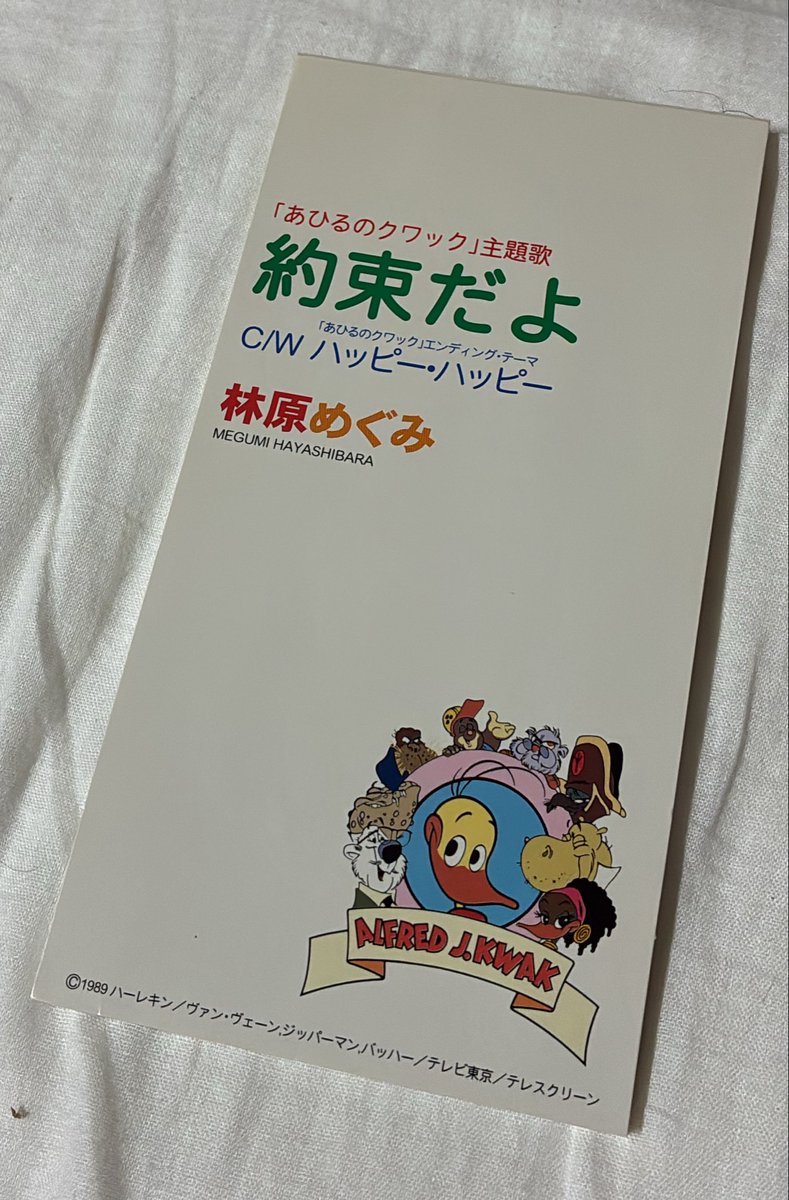 「あひるのクワック」主題歌
約束だよ
「あひるのクワック」エンディング・テーマ
C/W ハッピー・ハッピー
林原めぐみ
MEGUMI HAYASHIBARA
ALFRED J.KWAK
©1989 ハーレキン／ヴァン・ヴェーン,ジッパーマン,バッハー／テレビ東京／テレスクリーン